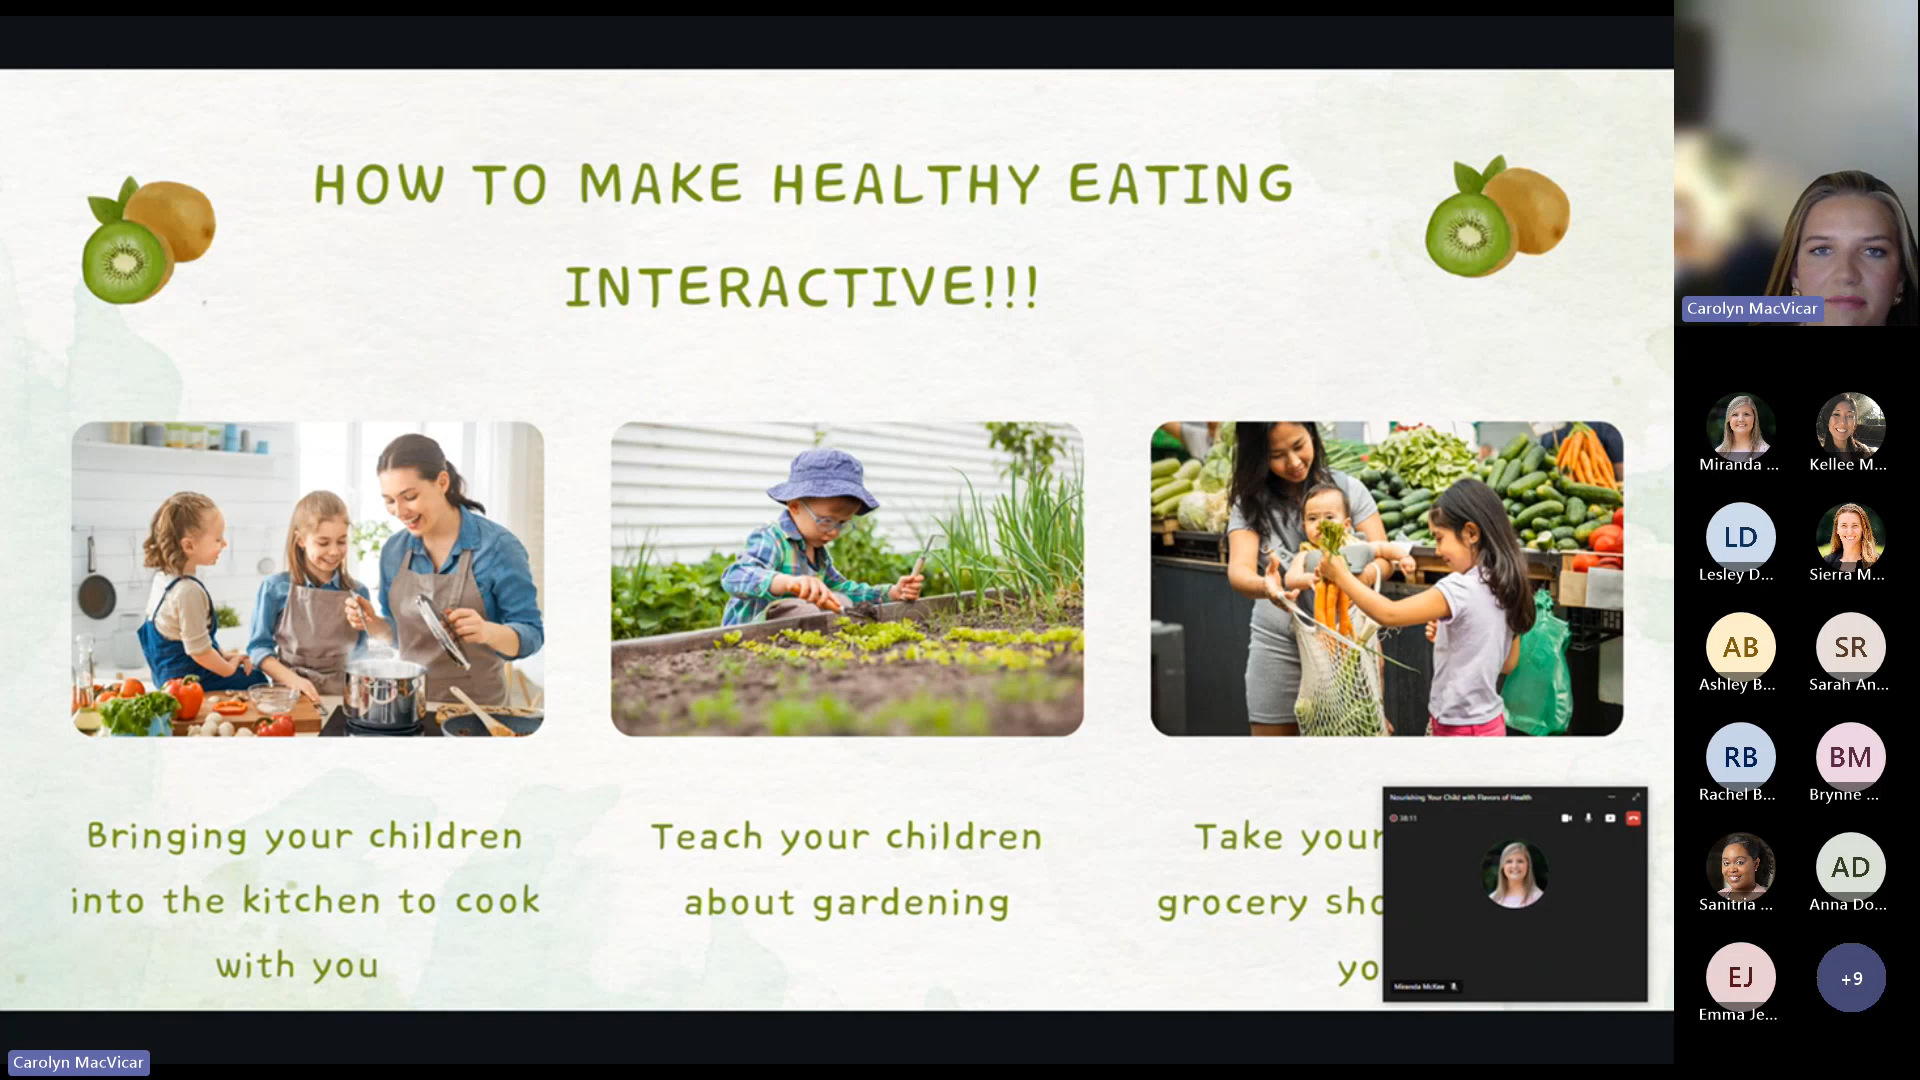 HOW TO MAKE HEALTHY EATING
INTERACTIVE!!!
Bringing your children
into the kitchen to cook
with you
Teach your children
about gardening
Take your
grocery sho
yo
Nourishing Your Child with Flavors of Health
38:11
Miranda McKee
Carolyn MacVicar
Carolyn MacVicar
Miranda ...
Kellee M...
LD
Lesley D...
Sierra M...
AB
Ashley B...
SR
Sarah An...
RB
Rachel B...
BM
Brynne ...
Sanitria ...
AD
Anna Do...
EJ
Emma Je...
+9